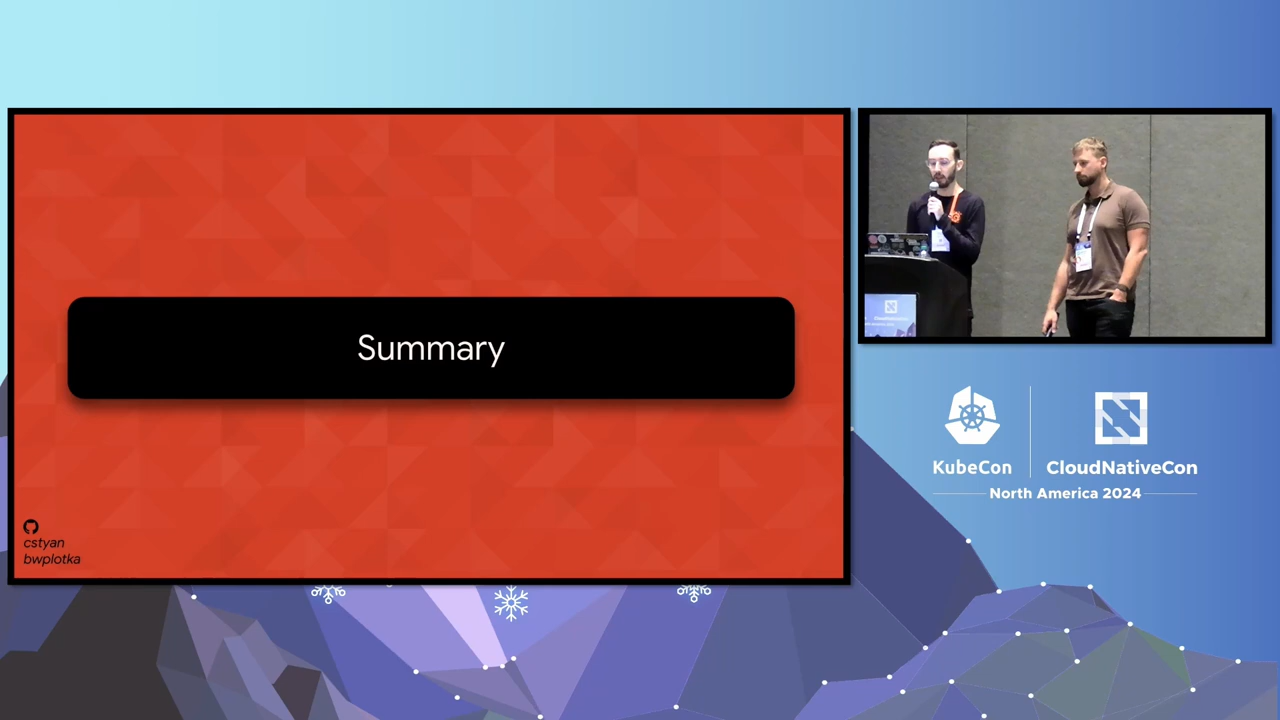 Summary
cstyan
bwplotka
KubeCon
CloudNativeCon
North America 2024